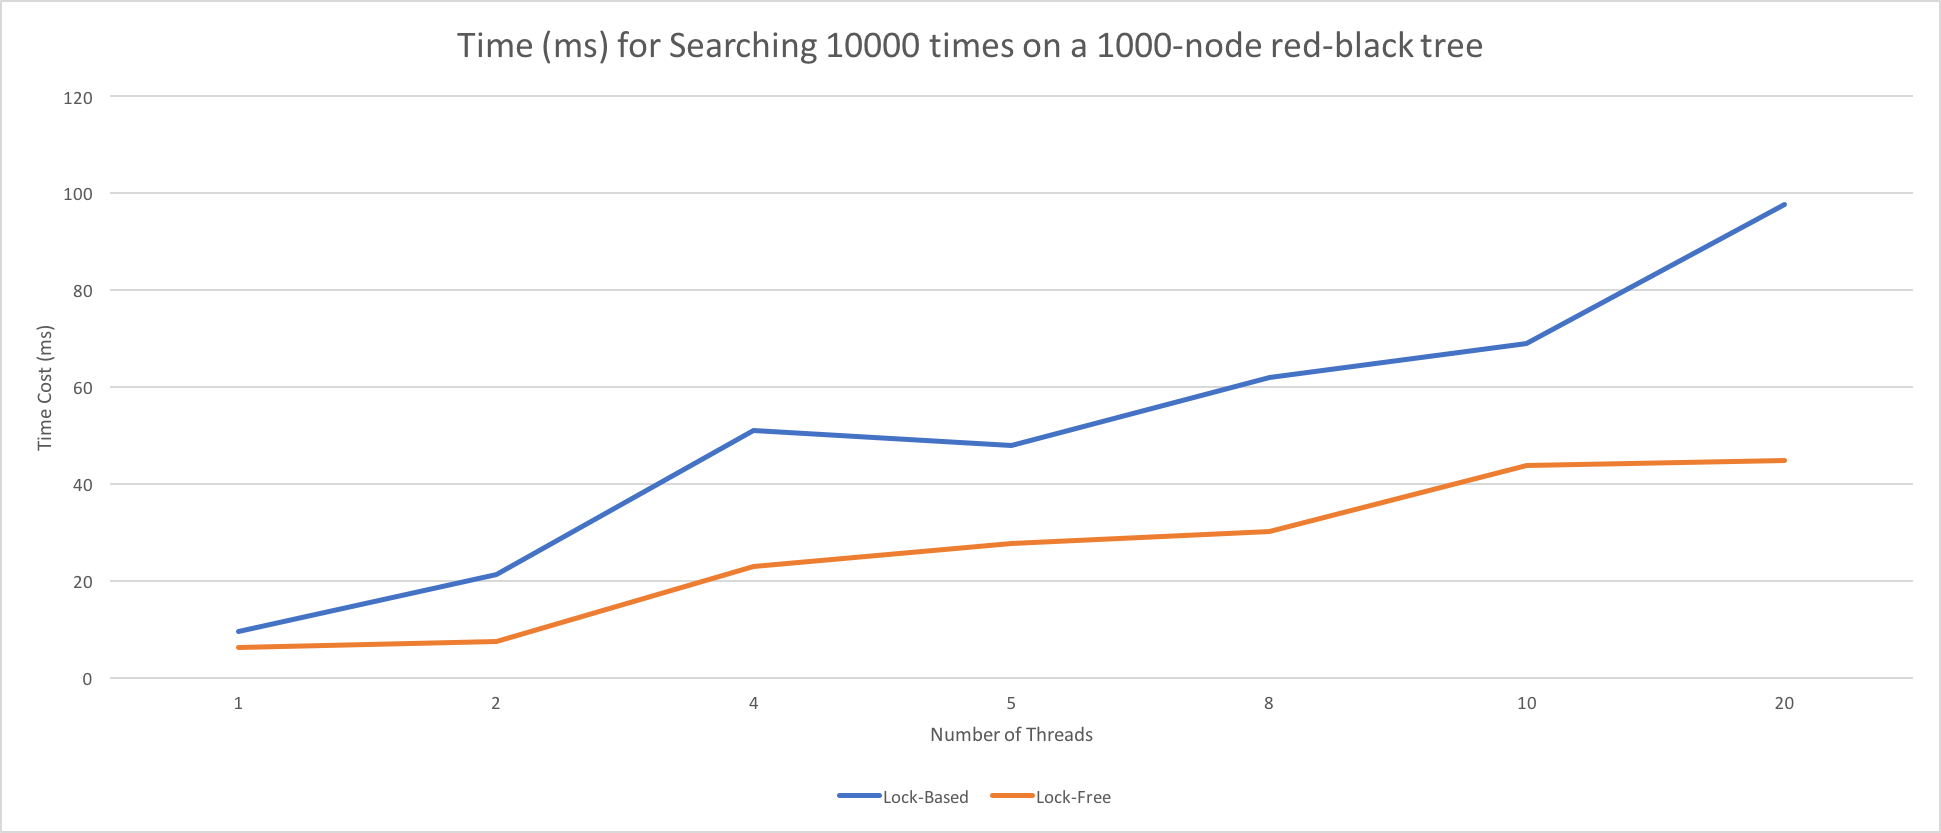 Time (ms) for Searching 10000 times on a 1000-node red-black tree
120
100
80
60
40
20
0
Time Cost (ms)
1 2 4 5 8 10 20
Number of Threads
Lock-Based Lock-Free